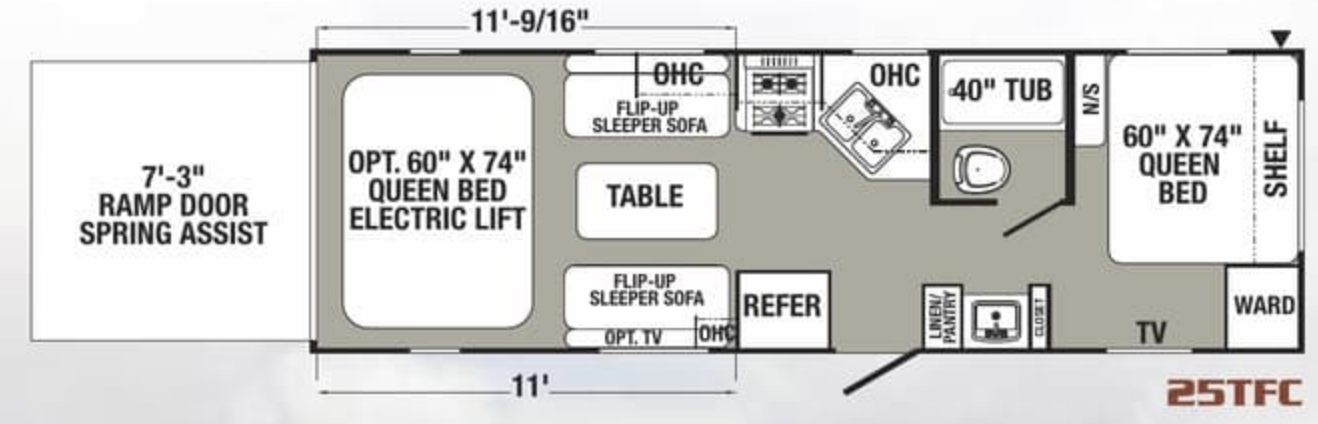 11'-9/16"
7'-3"
RAMP DOOR
SPRING ASSIST
OPT. 60" X 74"
QUEEN BED
ELECTRIC LIFT
OHC
FLIP-UP
SLEEPER SOFA
TABLE
FLIP-UP
SLEEPER SOFA
OPT. TV
OHC
OHC
REFER
40" TUB
N/S
60" X 74"
QUEEN
BED
SHELF
LINEN/
PANTRY
CLOSET
TV
WARD
11'
25TFC